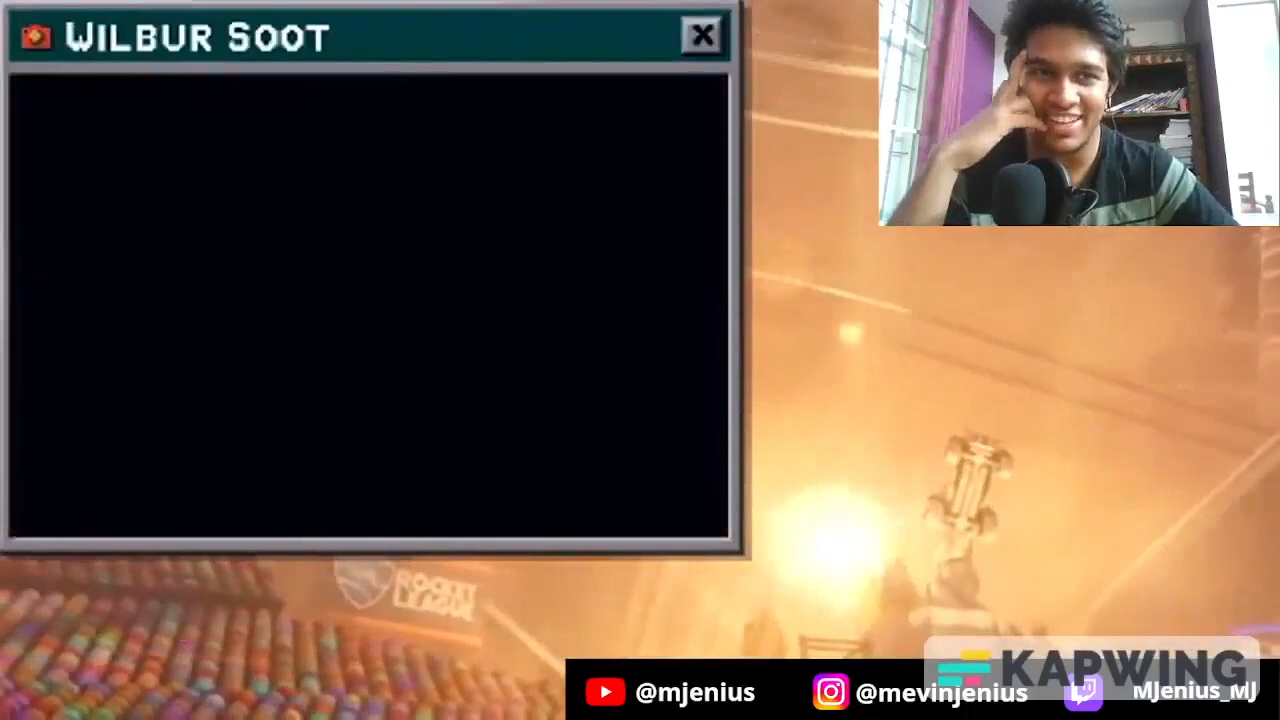 WILBUR SOOT
ROCKET
LEAGUE
KAPWING
@mjenius
@mevinjenius
MJenius_MJ